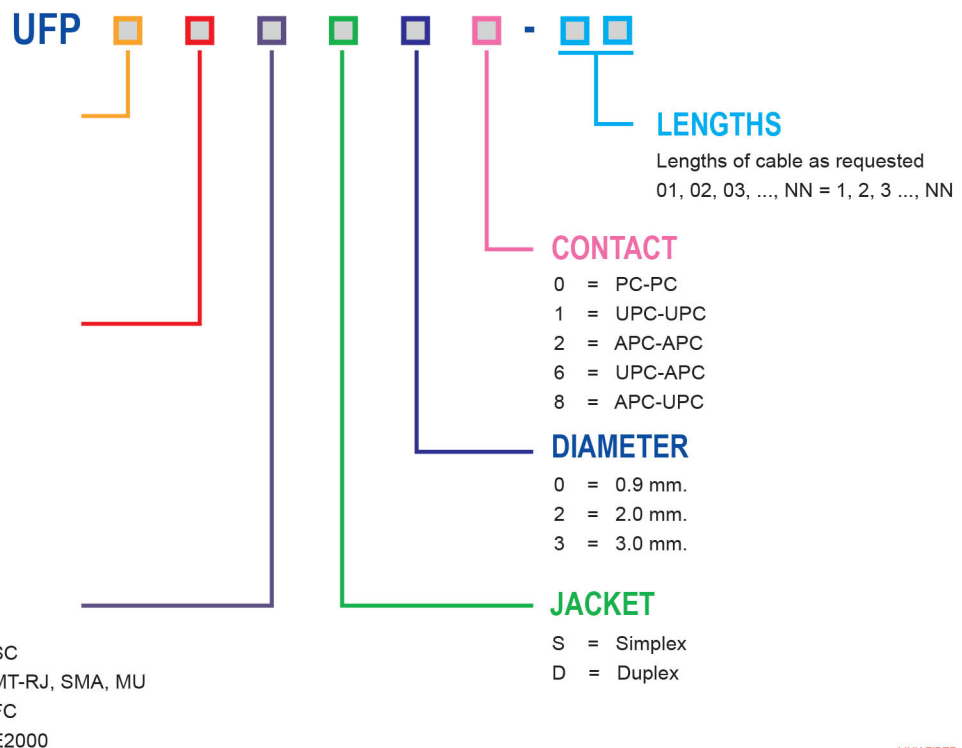 UFP -
LENGTHS
Lengths of cable as requested
01, 02, 03, ..., NN = 1, 2, 3 ..., NN
CONTACT
0 = PC-PC
1 = UPC-UPC
2 = APC-APC
6 = UPC-APC
8 = APC-UPC
DIAMETER
0 = 0.9 mm.
2 = 2.0 mm.
3 = 3.0 mm.
JACKET
S = Simplex
D = Duplex
MT-RJ, SMA, MU
E2000